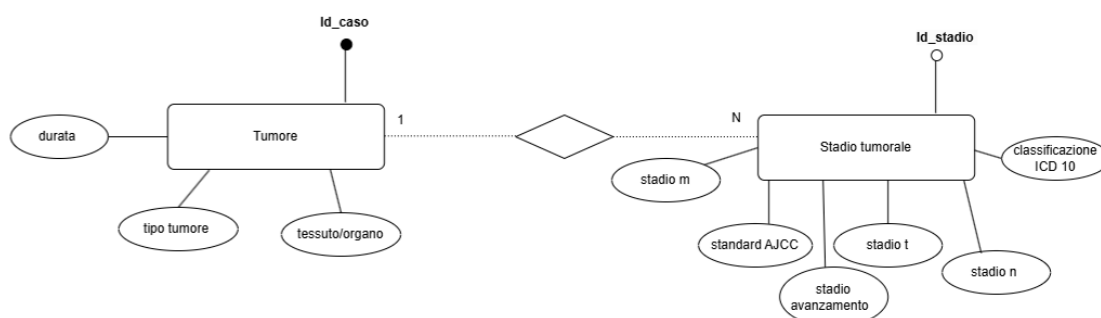 Id_caso
Id_stadio
durata
Tumore
1
N
Stadio tumorale
classificazione
ICD 10
stadio m
tipo tumore
tessuto/organo
standard AJCC
stadio t
stadio n
stadio
avanzamento